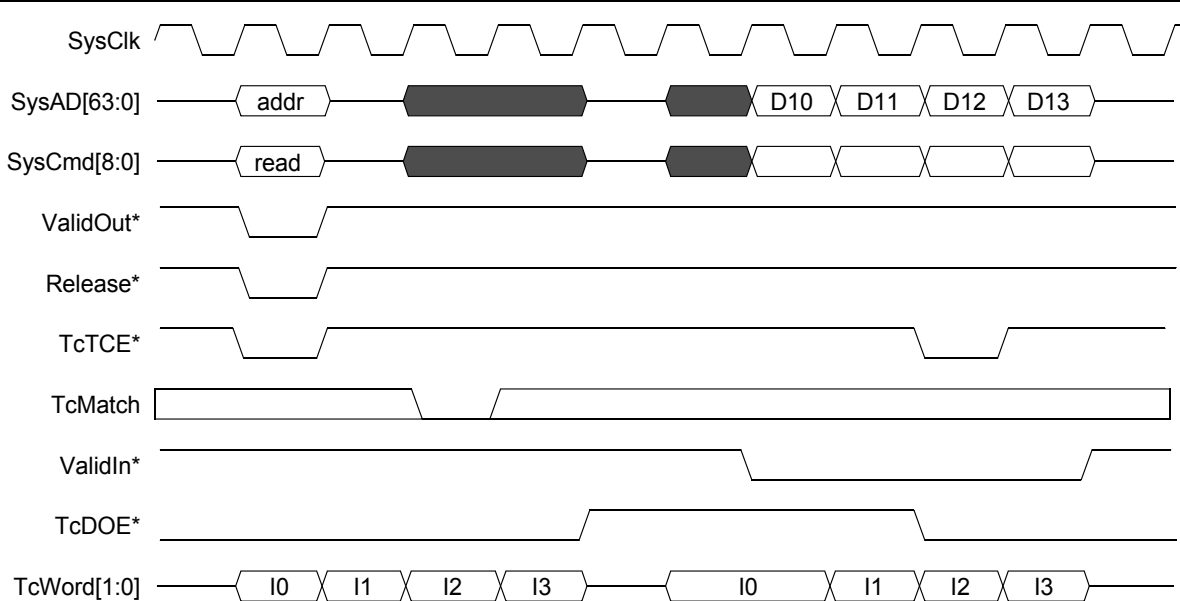 SysClk
SysAD[63:0] addr D10 D11 D12 D13
SysCmd[8:0] read
ValidOut*
Release*
TcTCE*
TcMatch
ValidIn*
TcDOE*
TcWord[1:0] I0 I1 I2 I3 I0 I1 I2 I3